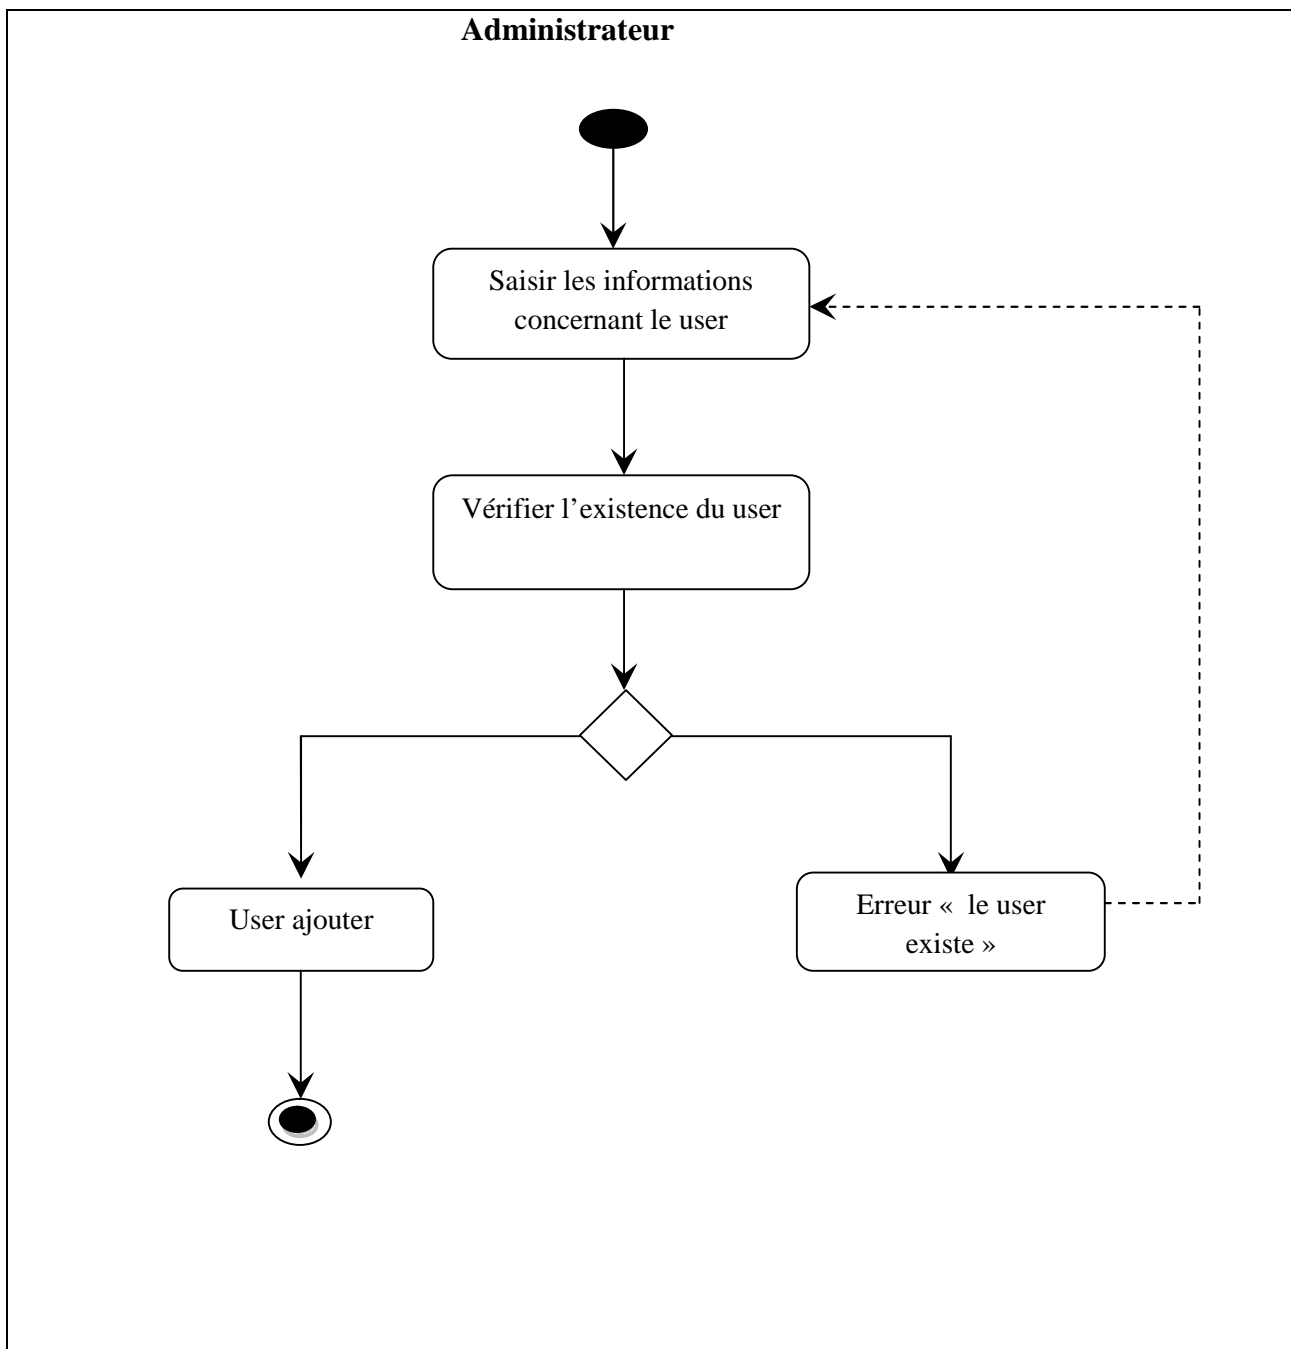 Administrateur
Saisir les informations
concernant le user
Vérifier l’existence du user
User ajouter
Erreur «  le user
existe »